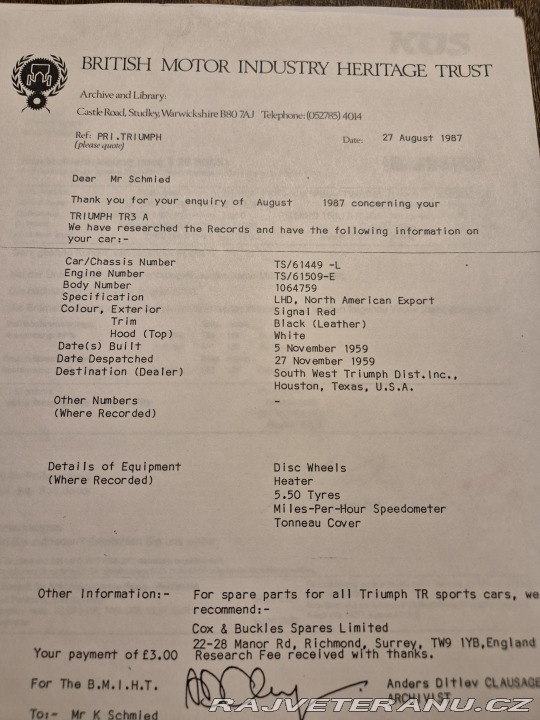 KUS
BRITISH MOTOR INDUSTRY HERITAGE TRUST
Archive and Library:
Castle Road, Studley, Warwickshire B80 7AJ Telephone: (052785) 4014
Ref: PRI.TRIUMPH Date: 27 August 1987
(please quote)
Dear Mr Schmied
Thank you for your enquiry of August 1987 concerning your
TRIUMPH TR3 A
We have researched the Records and have the following information on
your car:-
Car/Chassis Number TS/61449 -L
Engine Number TS/61509-E
Body Number 1064759
Specification LHD, North American Export
Colour, Exterior Signal Red
Trim Black (Leather)
Hood (Top) White
Date(s) Built 5 November 1959
Date Despatched 27 November 1959
Destination (Dealer) South West Triumph Dist.Inc.,
Houston, Texas, U.S.A.
Other Numbers -
(Where Recorded)
Details of Equipment Disc Wheels
(Where Recorded) Heater
5.50 Tyres
Miles-Per-Hour Speedometer
Tonneau Cover
Other Information:- For spare parts for all Triumph TR sports cars, we
recommend:-
Cox & Buckles Spares Limited
22-28 Manor Rd, Richmond, Surrey, TW9 1YB, England
Your payment of £3.00 Research Fee received with thanks.
For The B.M.I.H.T. Anders Ditlev CLAUSAGE
ARCHIVIST
To:- Mr K Schmied
RAJVETERANU.CZ